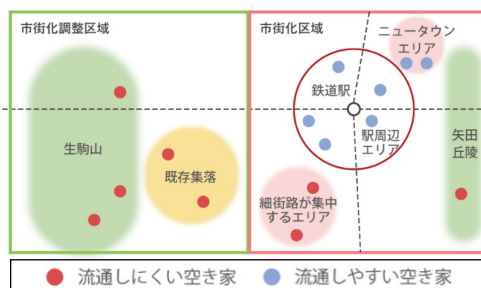 市街化調整区域
市街化区域
ニュータウン
エリア
鉄道駅
駅周辺
エリア
矢田
丘陵
生駒山
既存集落
細街路が集中
するエリア
流通しにくい空き家
流通しやすい空き家